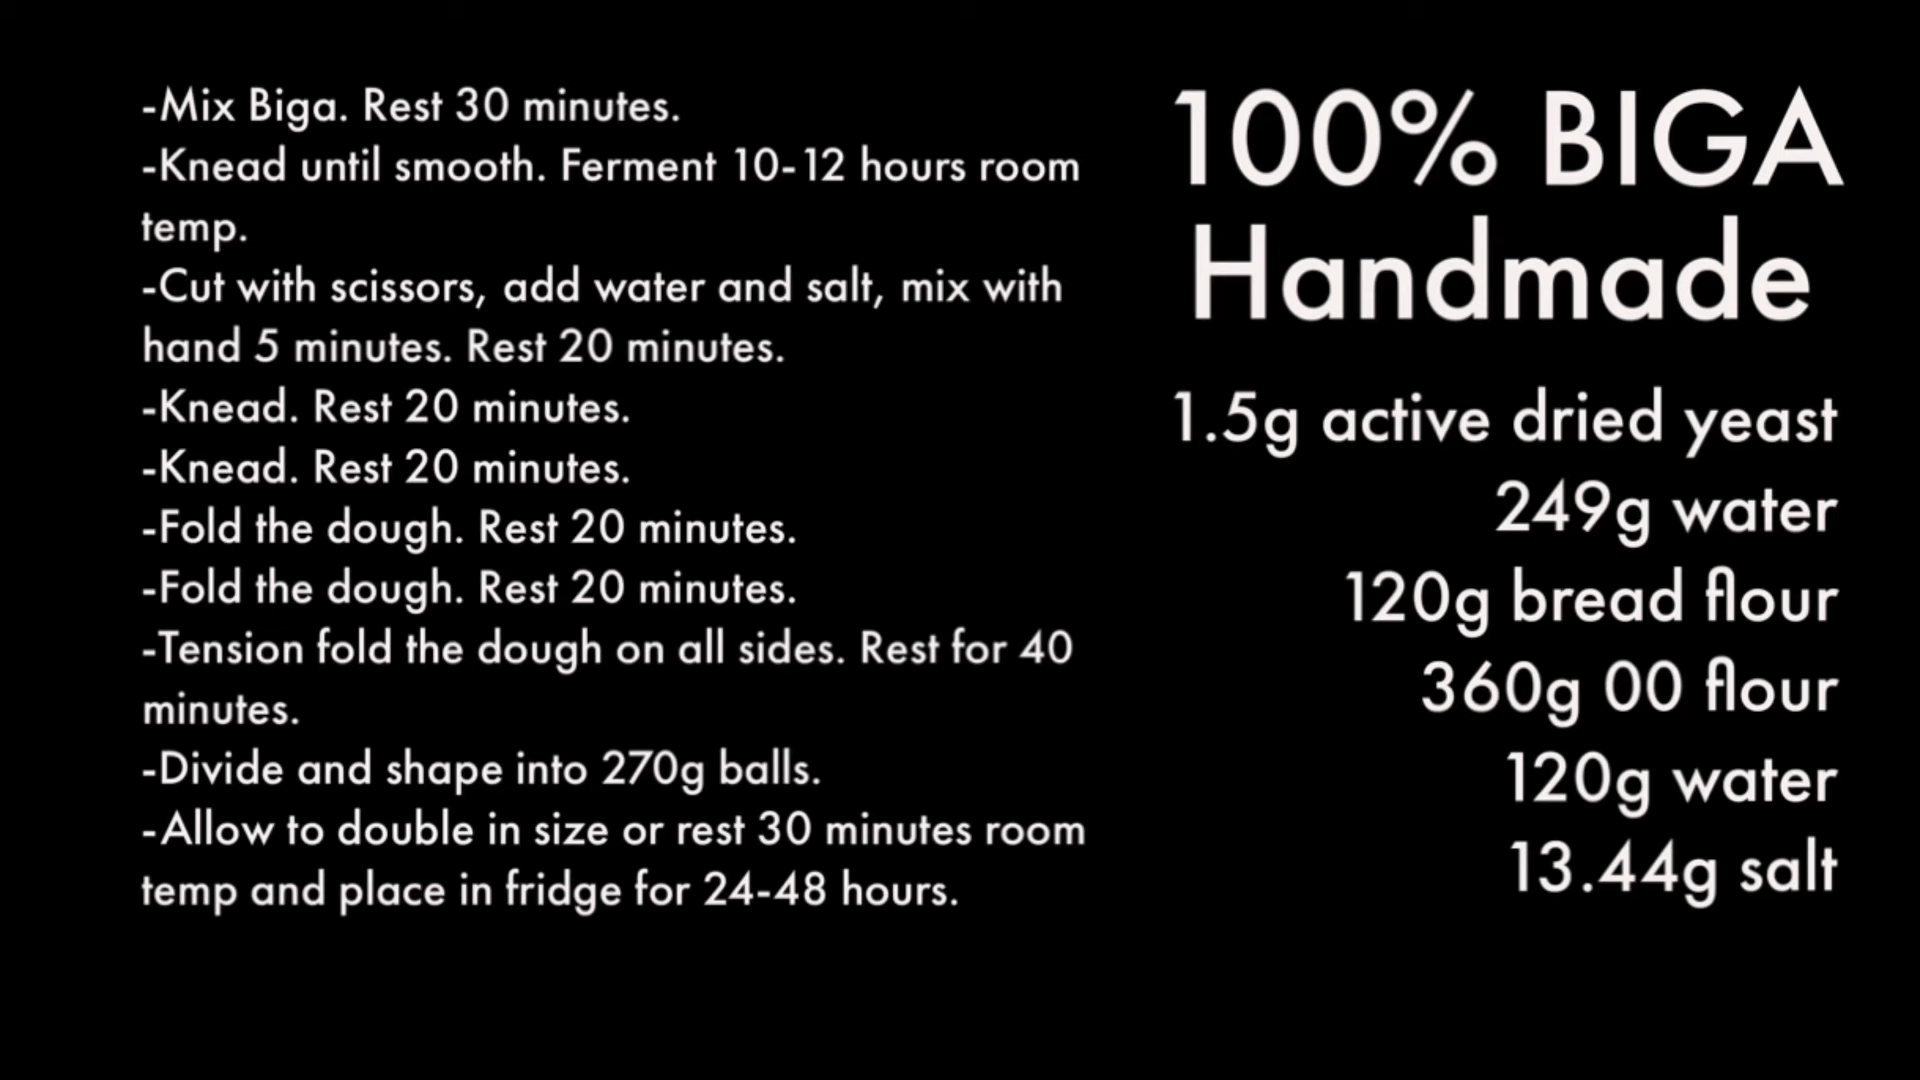 -Mix Biga. Rest 30 minutes.
-Knead until smooth. Ferment 10-12 hours room
temp.
-Cut with scissors, add water and salt, mix with
hand 5 minutes. Rest 20 minutes.
-Knead. Rest 20 minutes.
-Knead. Rest 20 minutes.
-Fold the dough. Rest 20 minutes.
-Fold the dough. Rest 20 minutes.
-Tension fold the dough on all sides. Rest for 40
minutes.
-Divide and shape into 270g balls.
-Allow to double in size or rest 30 minutes room
temp and place in fridge for 24-48 hours.
100% BIGA
Handmade
1.5g active dried yeast
249g water
120g bread flour
360g 00 flour
120g water
13.44g salt